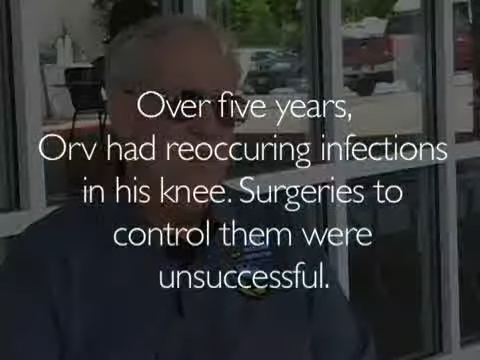 Over five years,
Orv had reoccuring infections
in his knee. Surgeries to
control them were
unsuccessful.